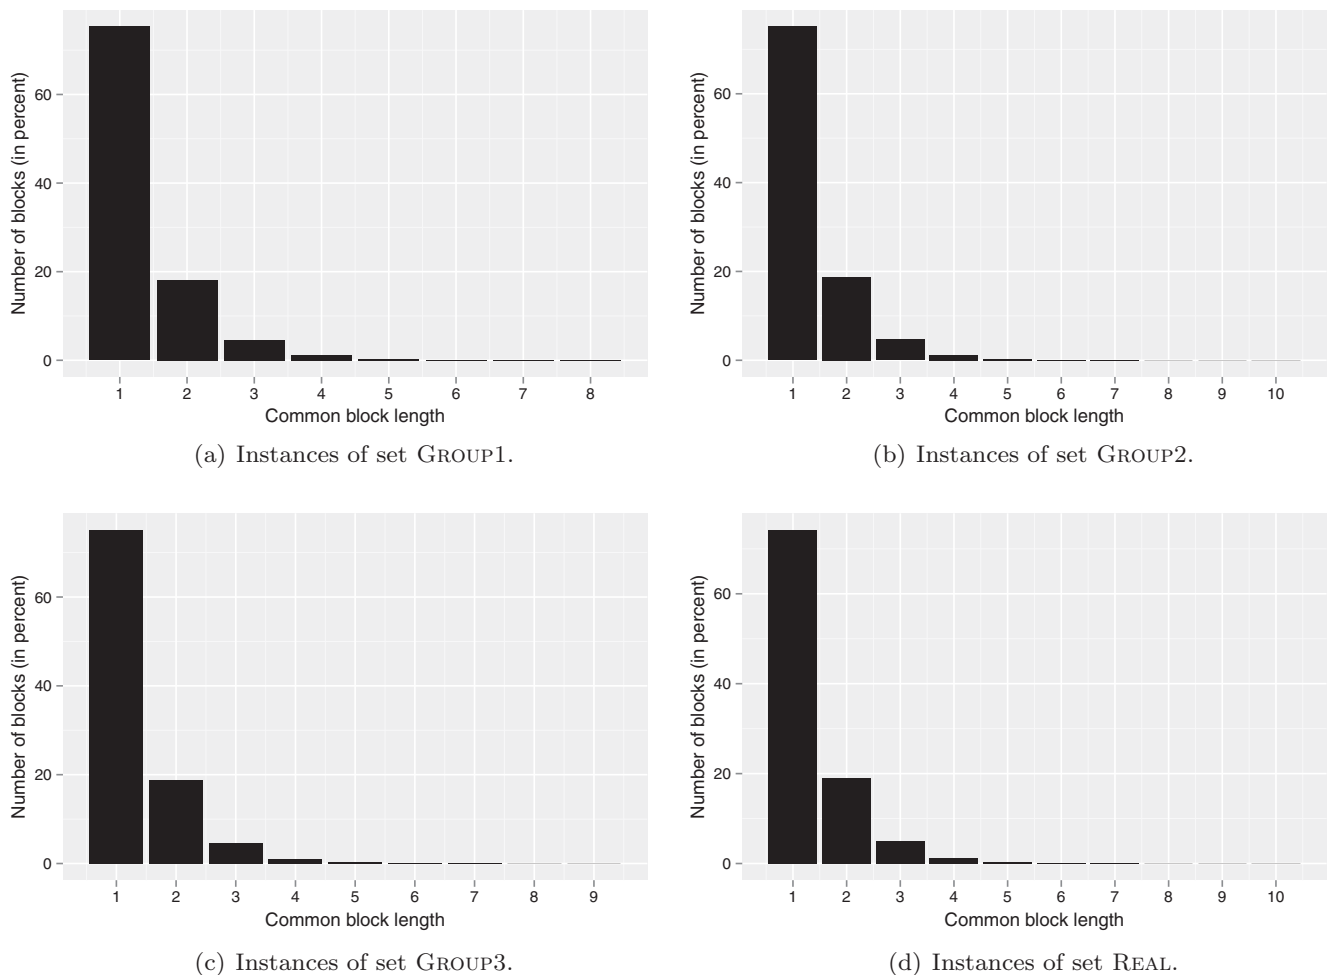 Number of blocks (in percent)
60
40
20
0
1 2 3 4 5 6 7 8
Common block length
(a) Instances of set GROUP1.
Number of blocks (in percent)
60
40
20
0
1 2 3 4 5 6 7 8 9 10
Common block length
(b) Instances of set GROUP2.
Number of blocks (in percent)
60
40
20
0
1 2 3 4 5 6 7 8 9
Common block length
(c) Instances of set GROUP3.
Number of blocks (in percent)
60
40
20
0
1 2 3 4 5 6 7 8 9 10
Common block length
(d) Instances of set REAL.